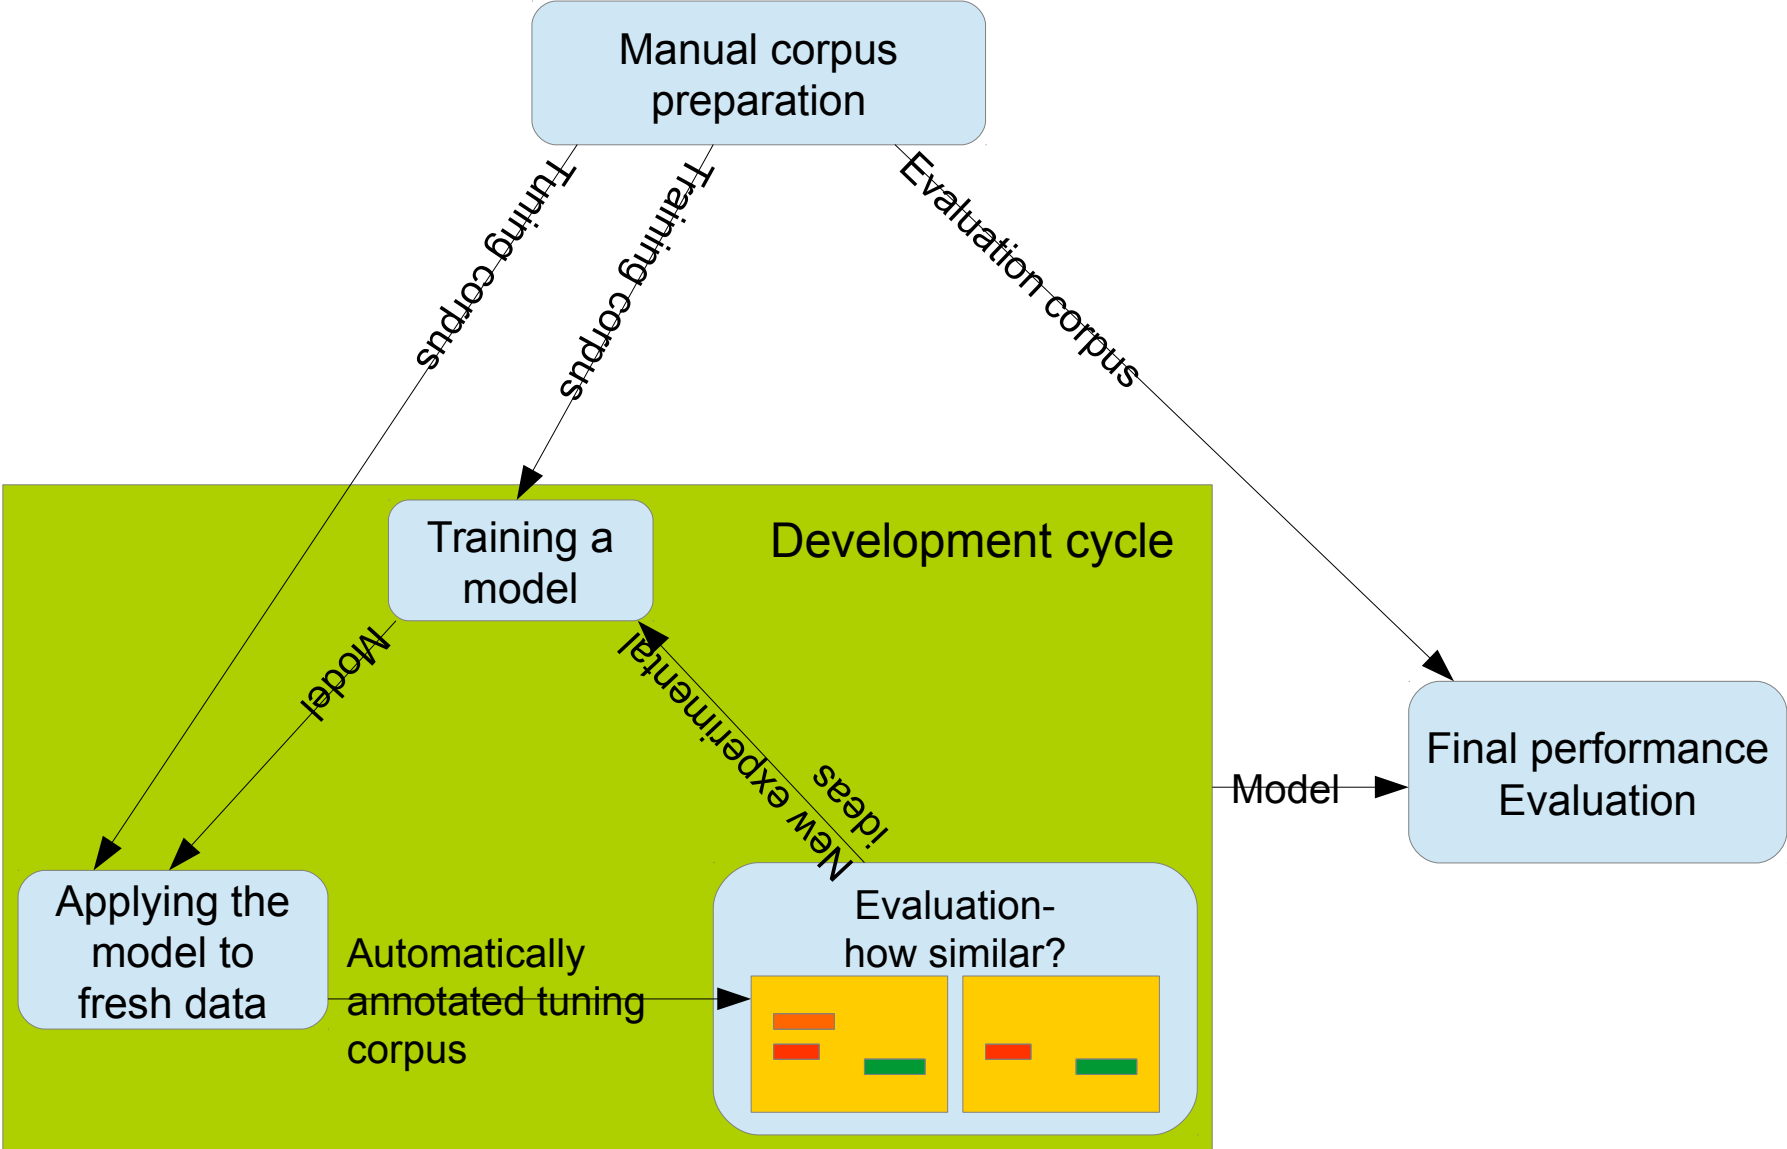 Manual corpus
preparation
Tuning corpus
Training corpus
Evaluation corpus
Training a
model
Development cycle
Model
New experimental
ideas
Final performance
Evaluation
Model
Applying the
model to
fresh data
Automatically
annotated tuning
corpus
Evaluation-
how similar?